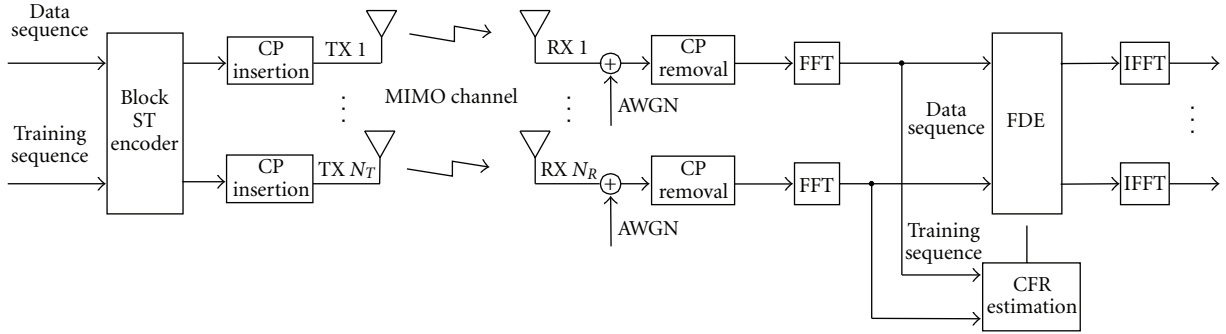 Data
sequence
Training
sequence
Block
ST
encoder
CP
insertion
CP
insertion
TX 1
TX N_T
MIMO channel
RX 1
RX N_R
AWGN
AWGN
CP
removal
CP
removal
FFT
FFT
Data
sequence
Training
sequence
FDE
CFR
estimation
IFFT
IFFT